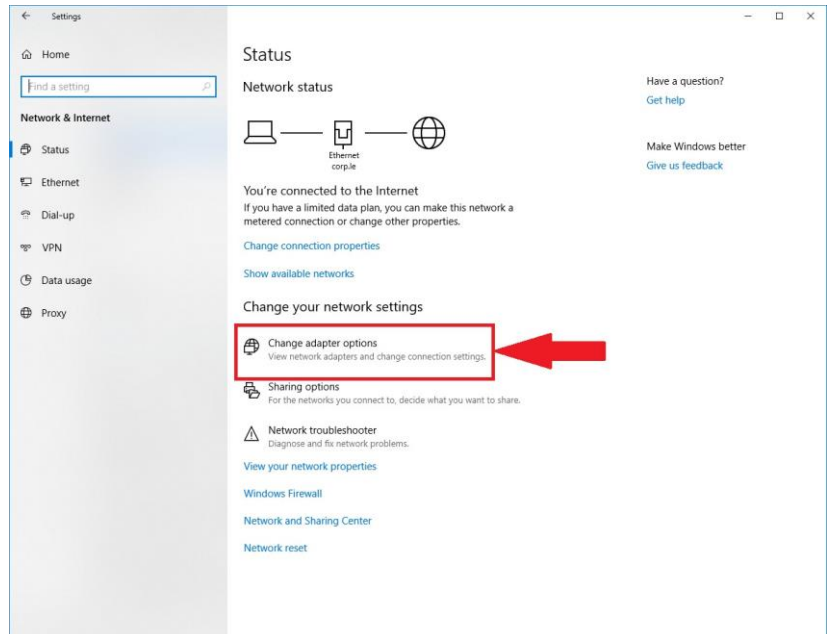 Settings
Home
Find a setting
Network & Internet
Status
Ethernet
Dial-up
VPN
Data usage
Proxy
Status
Network status
Ethernet
corp.le
You're connected to the Internet
If you have a limited data plan, you can make this network a
metered connection or change other properties.
Change connection properties
Show available networks
Change your network settings
Change adapter options
View network adapters and change connection settings.
Sharing options
For the networks you connect to, decide what you want to share.
Network troubleshooter
Diagnose and fix network problems.
View your network properties
Windows Firewall
Network and Sharing Center
Network reset
Have a question?
Get help
Make Windows better
Give us feedback